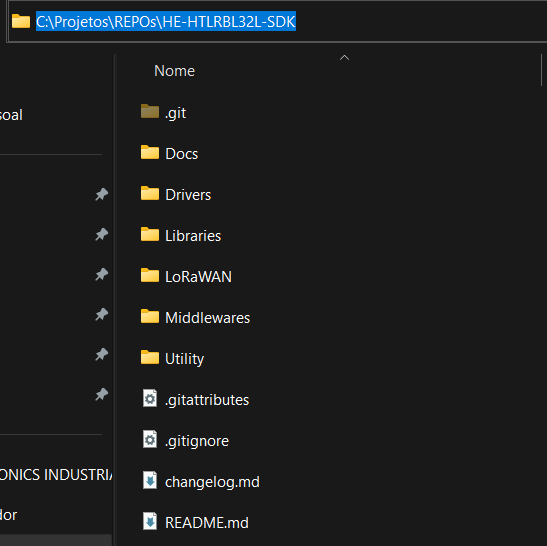 C:\Projetos\REPOs\HE-HTLRBL32L-SDK
Nome
soal
.git
Docs
Drivers
Libraries
LoRaWAN
Middlewares
Utility
.gitattributes
.gitignore
ONICS INDUSTRIA
changelog.md
dor
README.md